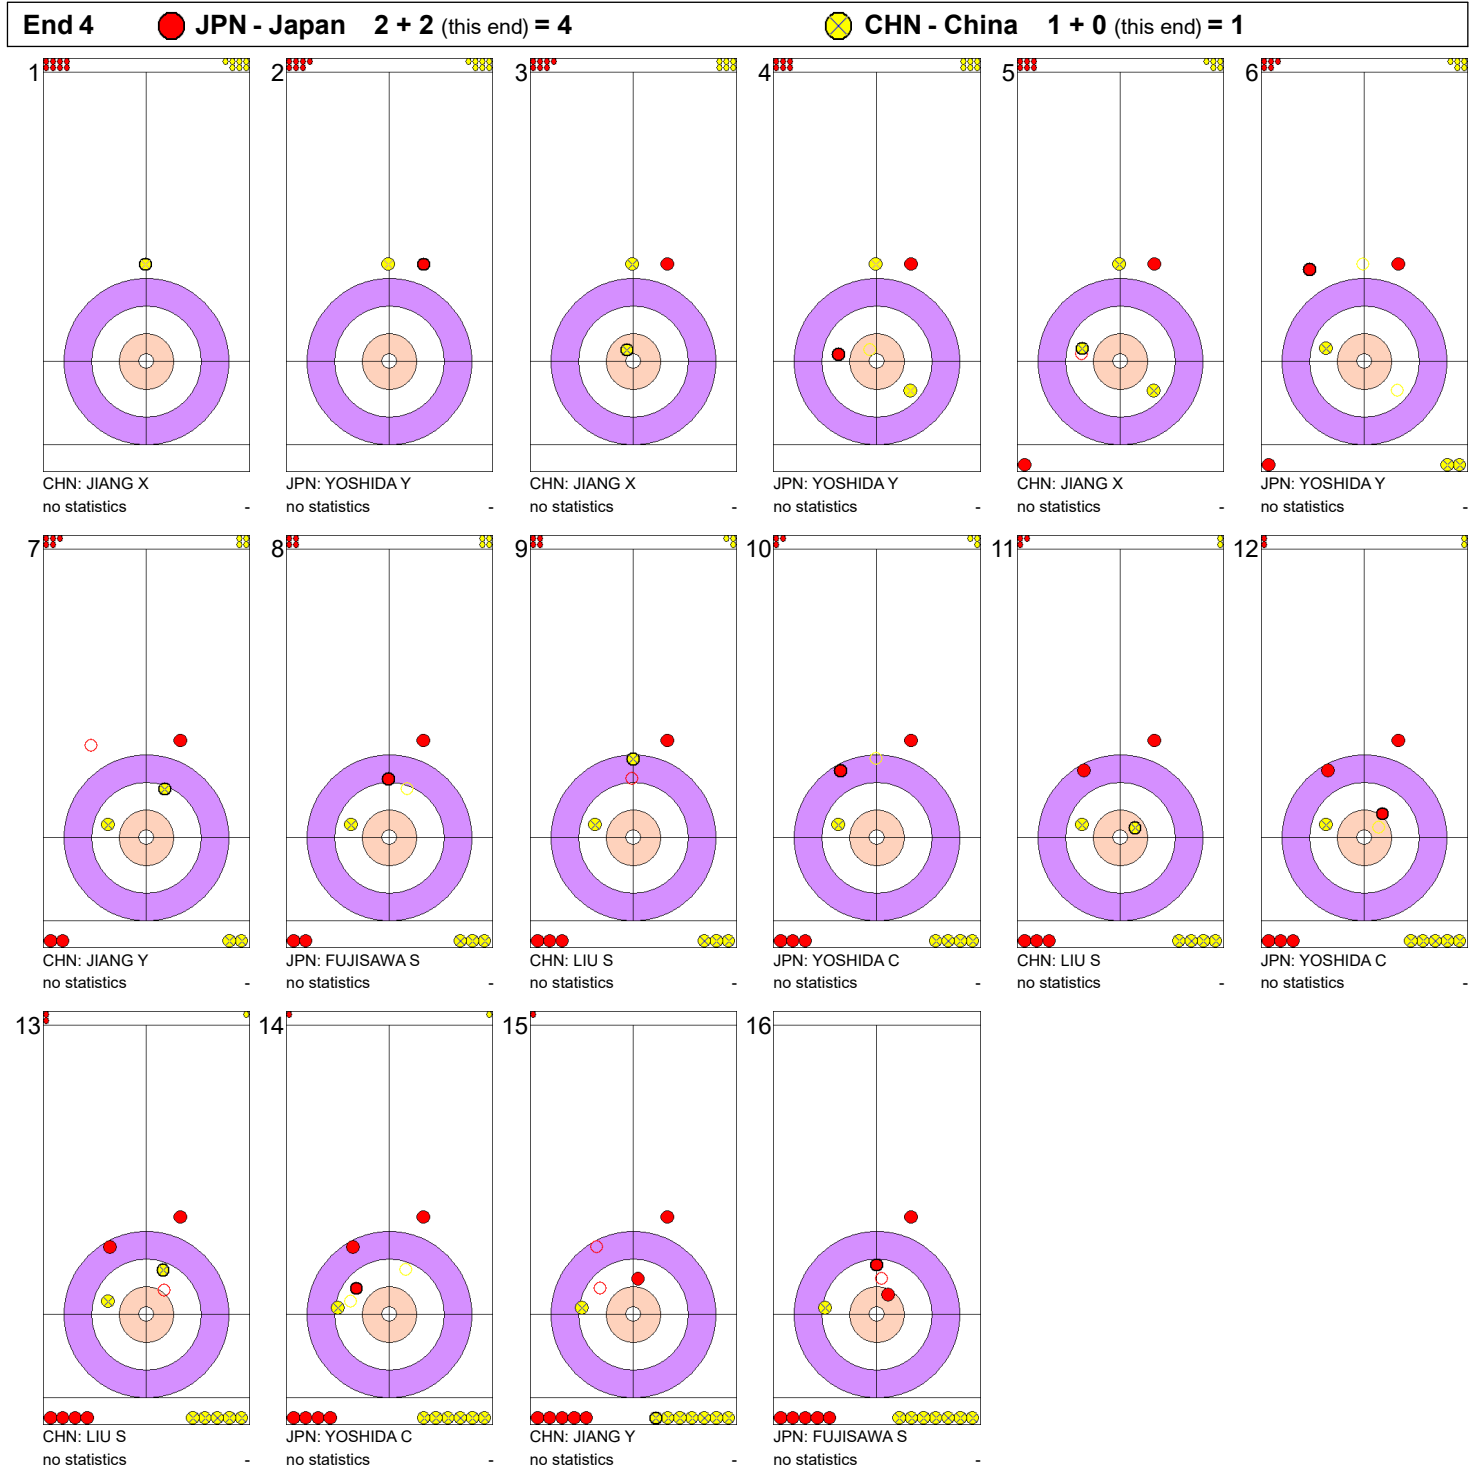 End 4 JPN - Japan 2 + 2 (this end) = 4 CHN - China 1 + 0 (this end) = 1
1 2 3 4 5 6
CHN: JIANG X JPN: YOSHIDA Y CHN: JIANG X JPN: YOSHIDA Y CHN: JIANG X JPN: YOSHIDA Y
no statistics - no statistics - no statistics - no statistics - no statistics - no statistics -
7 8 9 10 11 12
CHN: JIANG Y JPN: FUJISAWA S CHN: LIU S JPN: YOSHIDA C CHN: LIU S JPN: YOSHIDA C
no statistics - no statistics - no statistics - no statistics - no statistics - no statistics -
13 14 15 16
CHN: LIU S JPN: YOSHIDA C CHN: JIANG Y JPN: FUJISAWA S
no statistics - no statistics - no statistics - no statistics -